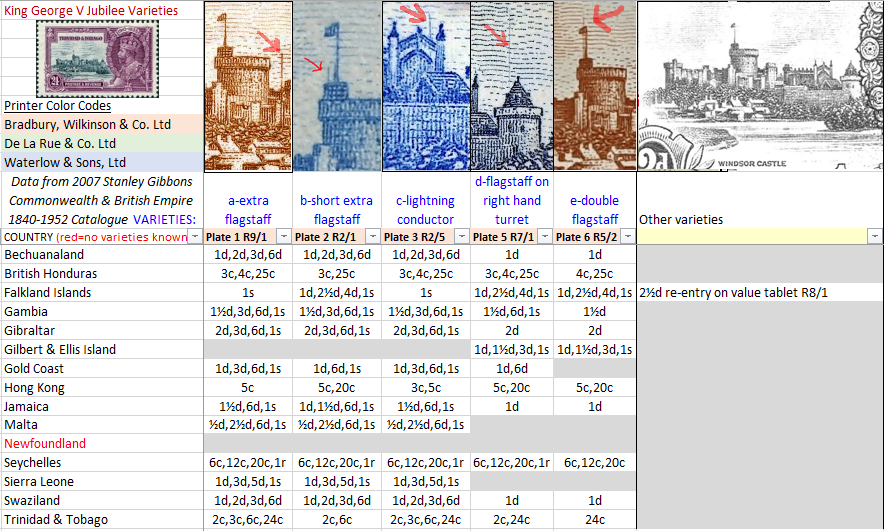 King George V Jubilee Varieties
TRINIDAD & TOBAGO
POSTAGE & REVENUE
Printer Color Codes
Bradbury, Wilkinson & Co. Ltd
De La Rue & Co. Ltd
Waterlow & Sons, Ltd
WINDSOR CASTLE
Data from 2007 Stanley Gibbons
Commonwealth & British Empire
1840-1952 Catalogue VARIETIES:
a-extra flagstaff
b-short extra flagstaff
c-lightning conductor
d-flagstaff on right hand turret
e-double flagstaff
Other varieties
COUNTRY (red=no varieties known Plate 1 R9/1 Plate 2 R2/1 Plate 3 R2/5 Plate 5 R7/1 Plate 6 R5/2
Bechuanaland 1d,2d,3d,6d 1d,2d,3d,6d 1d,2d,3d,6d 1d 1d
British Honduras 3c,4c,25c 3c,25c 3c,4c,25c 3c,4c,25c 4c,25c
Falkland Islands 1s 1d,2½d,4d,1s 1s 1d,2½d,4d,1s 1d,2½d,4d,1s 2½d re-entry on value tablet R8/1
Gambia 1½d,3d,6d,1s 1½d,3d,6d,1s 1½d,3d,6d,1s 1½d,6d,1s 1½d
Gibraltar 2d,3d,6d,1s 2d,3d,6d,1s 2d,3d,6d,1s 2d 2d
Gilbert & Ellis Island 1d,1½d,3d,1s 1d,1½d,3d,1s
Gold Coast 1d,3d,6d,1s 1d,6d,1s 1d,3d,6d,1s 1d,6d
Hong Kong 5c 5c,20c 3c,5c 5c,20c 5c,20c
Jamaica 1½d,6d,1s 1d,1½d,6d,1s 1½d,6d,1s 1d 1d
Malta ½d,2½d,6d,1s ½d,2½d,6d,1s ½d,2½d,6d,1s
Newfoundland
Seychelles 6c,12c,20c,1r 6c,12c,20c,1r 6c,12c,20c,1r 6c,12c,20c,1r 6c,12c,20c
Sierra Leone 1d,3d,5d,1s 1d,3d,5d,1s 1d,3d,5d,1s
Swaziland 1d,2d,3d,6d 1d,2d,3d,6d 1d,2d,3d,6d 1d 1d
Trinidad & Tobago 2c,3c,6c,24c 2c,6c 2c,3c,6c,24c 2c,24c 24c